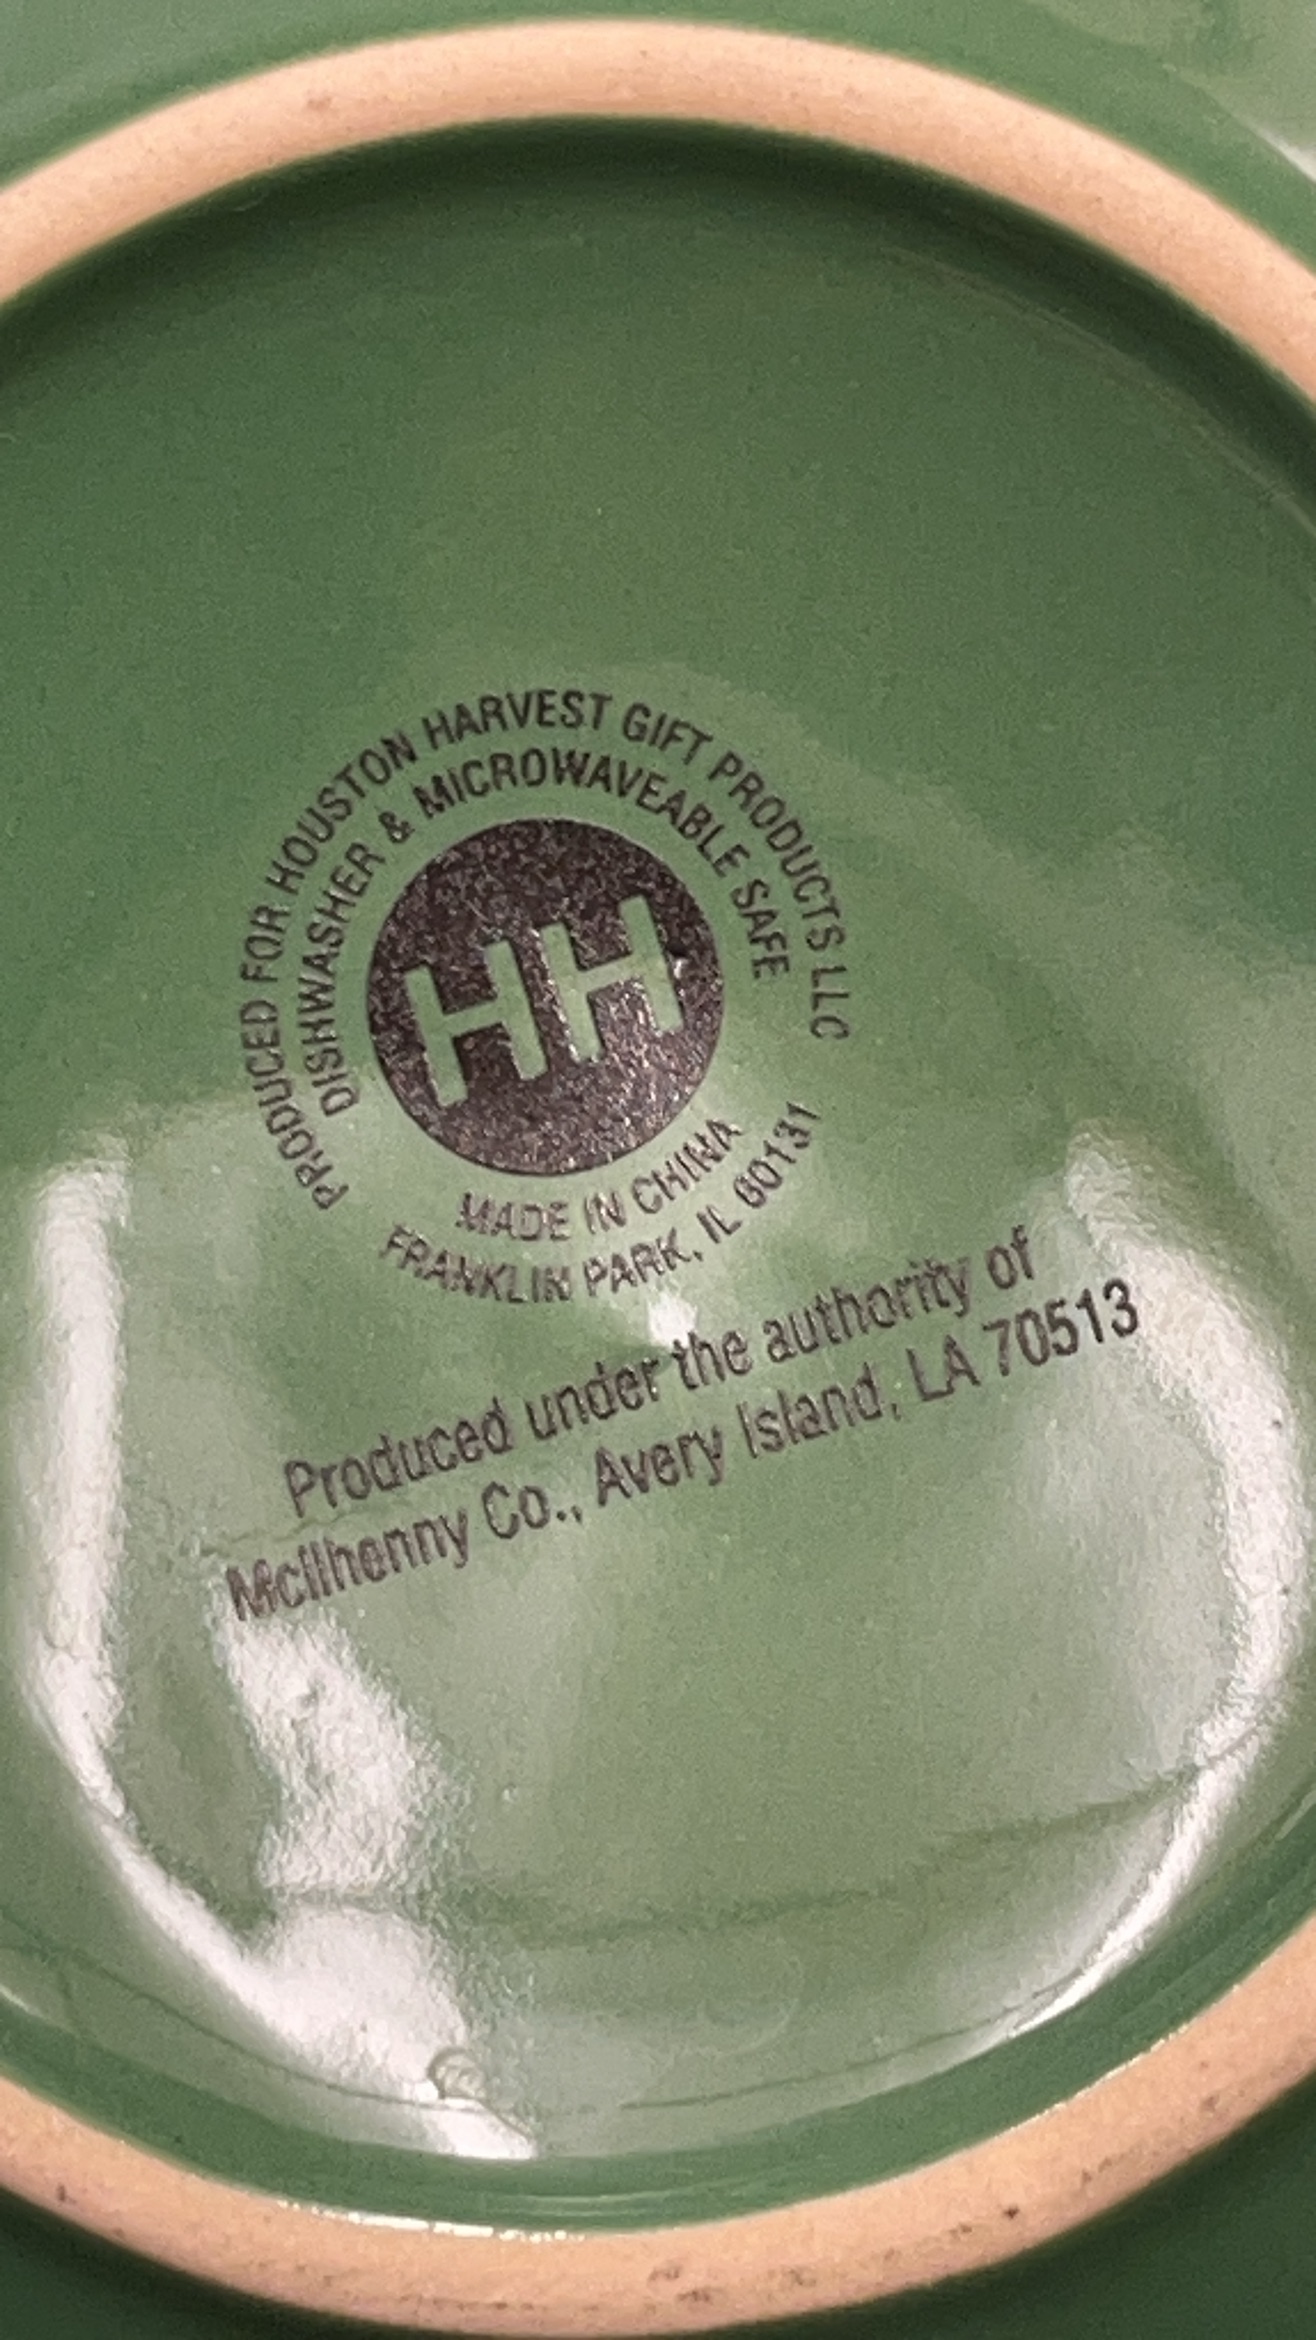 PRODUCED FOR HOUSTON HARVEST GIFT PRODUCTS LLC
DISHWASHER & MICROWAVEABLE SAFE
HH
MADE IN CHINA
FRANKLIN PARK, IL 60131
Produced under the authority of
McIlhenny Co., Avery Island, LA 70513